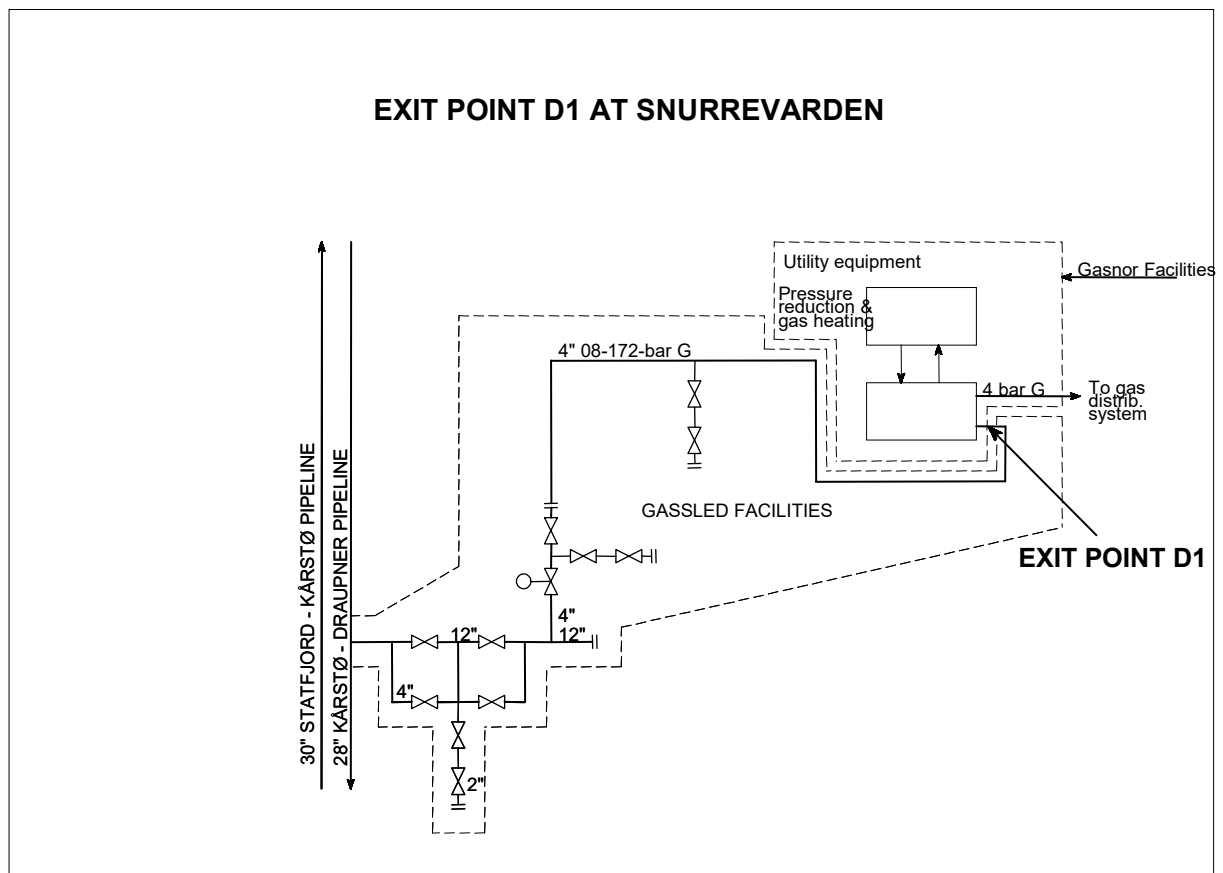 EXIT POINT D1 AT SNURREVARDEN
Utility equipment
Gasnor Facilities
Pressure
reduction &
gas heating
4" 08-172-bar G
4 bar G
To gas
distrib.
system
GASSLED FACILITIES
EXIT POINT D1
30" STATFJORD - KÅRSTØ PIPELINE
28" KÅRSTØ - DRAUPNER PIPELINE
4"
12"
12"
4"
2"